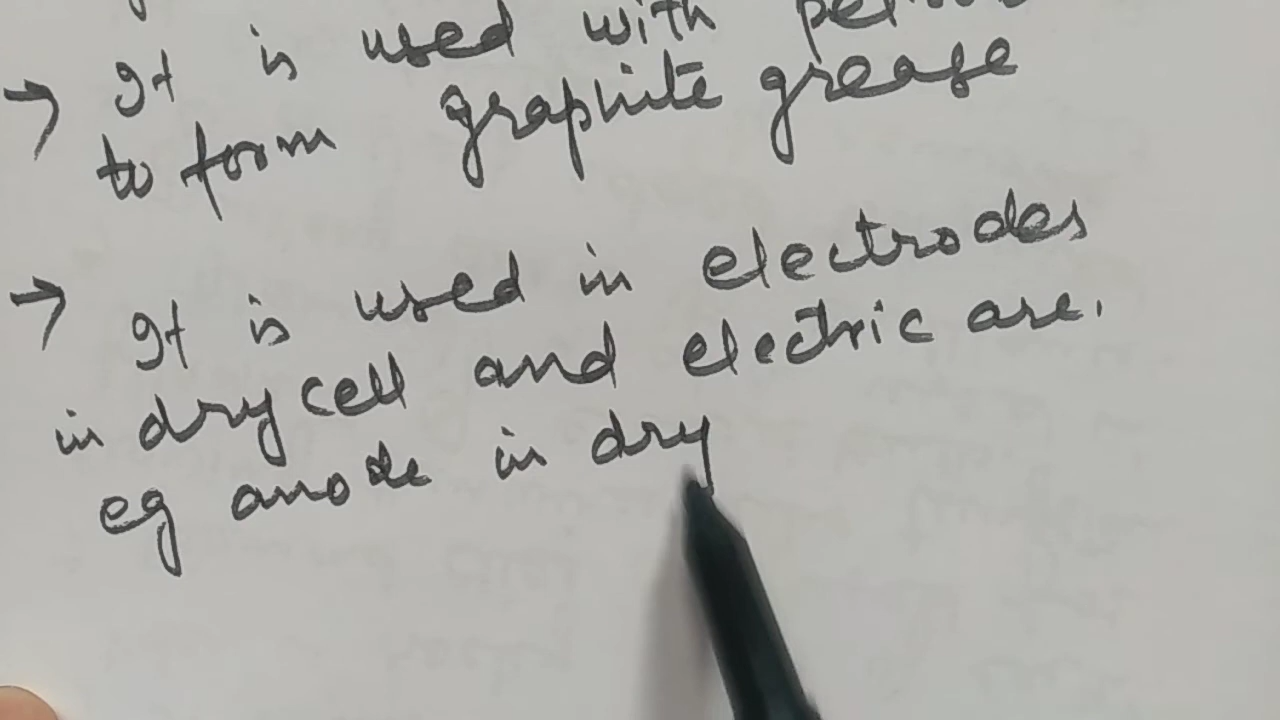 → It is used with
to form graphite grease
→ It is used in electrodes
in dry cell and electric arc.
eg anode in dry